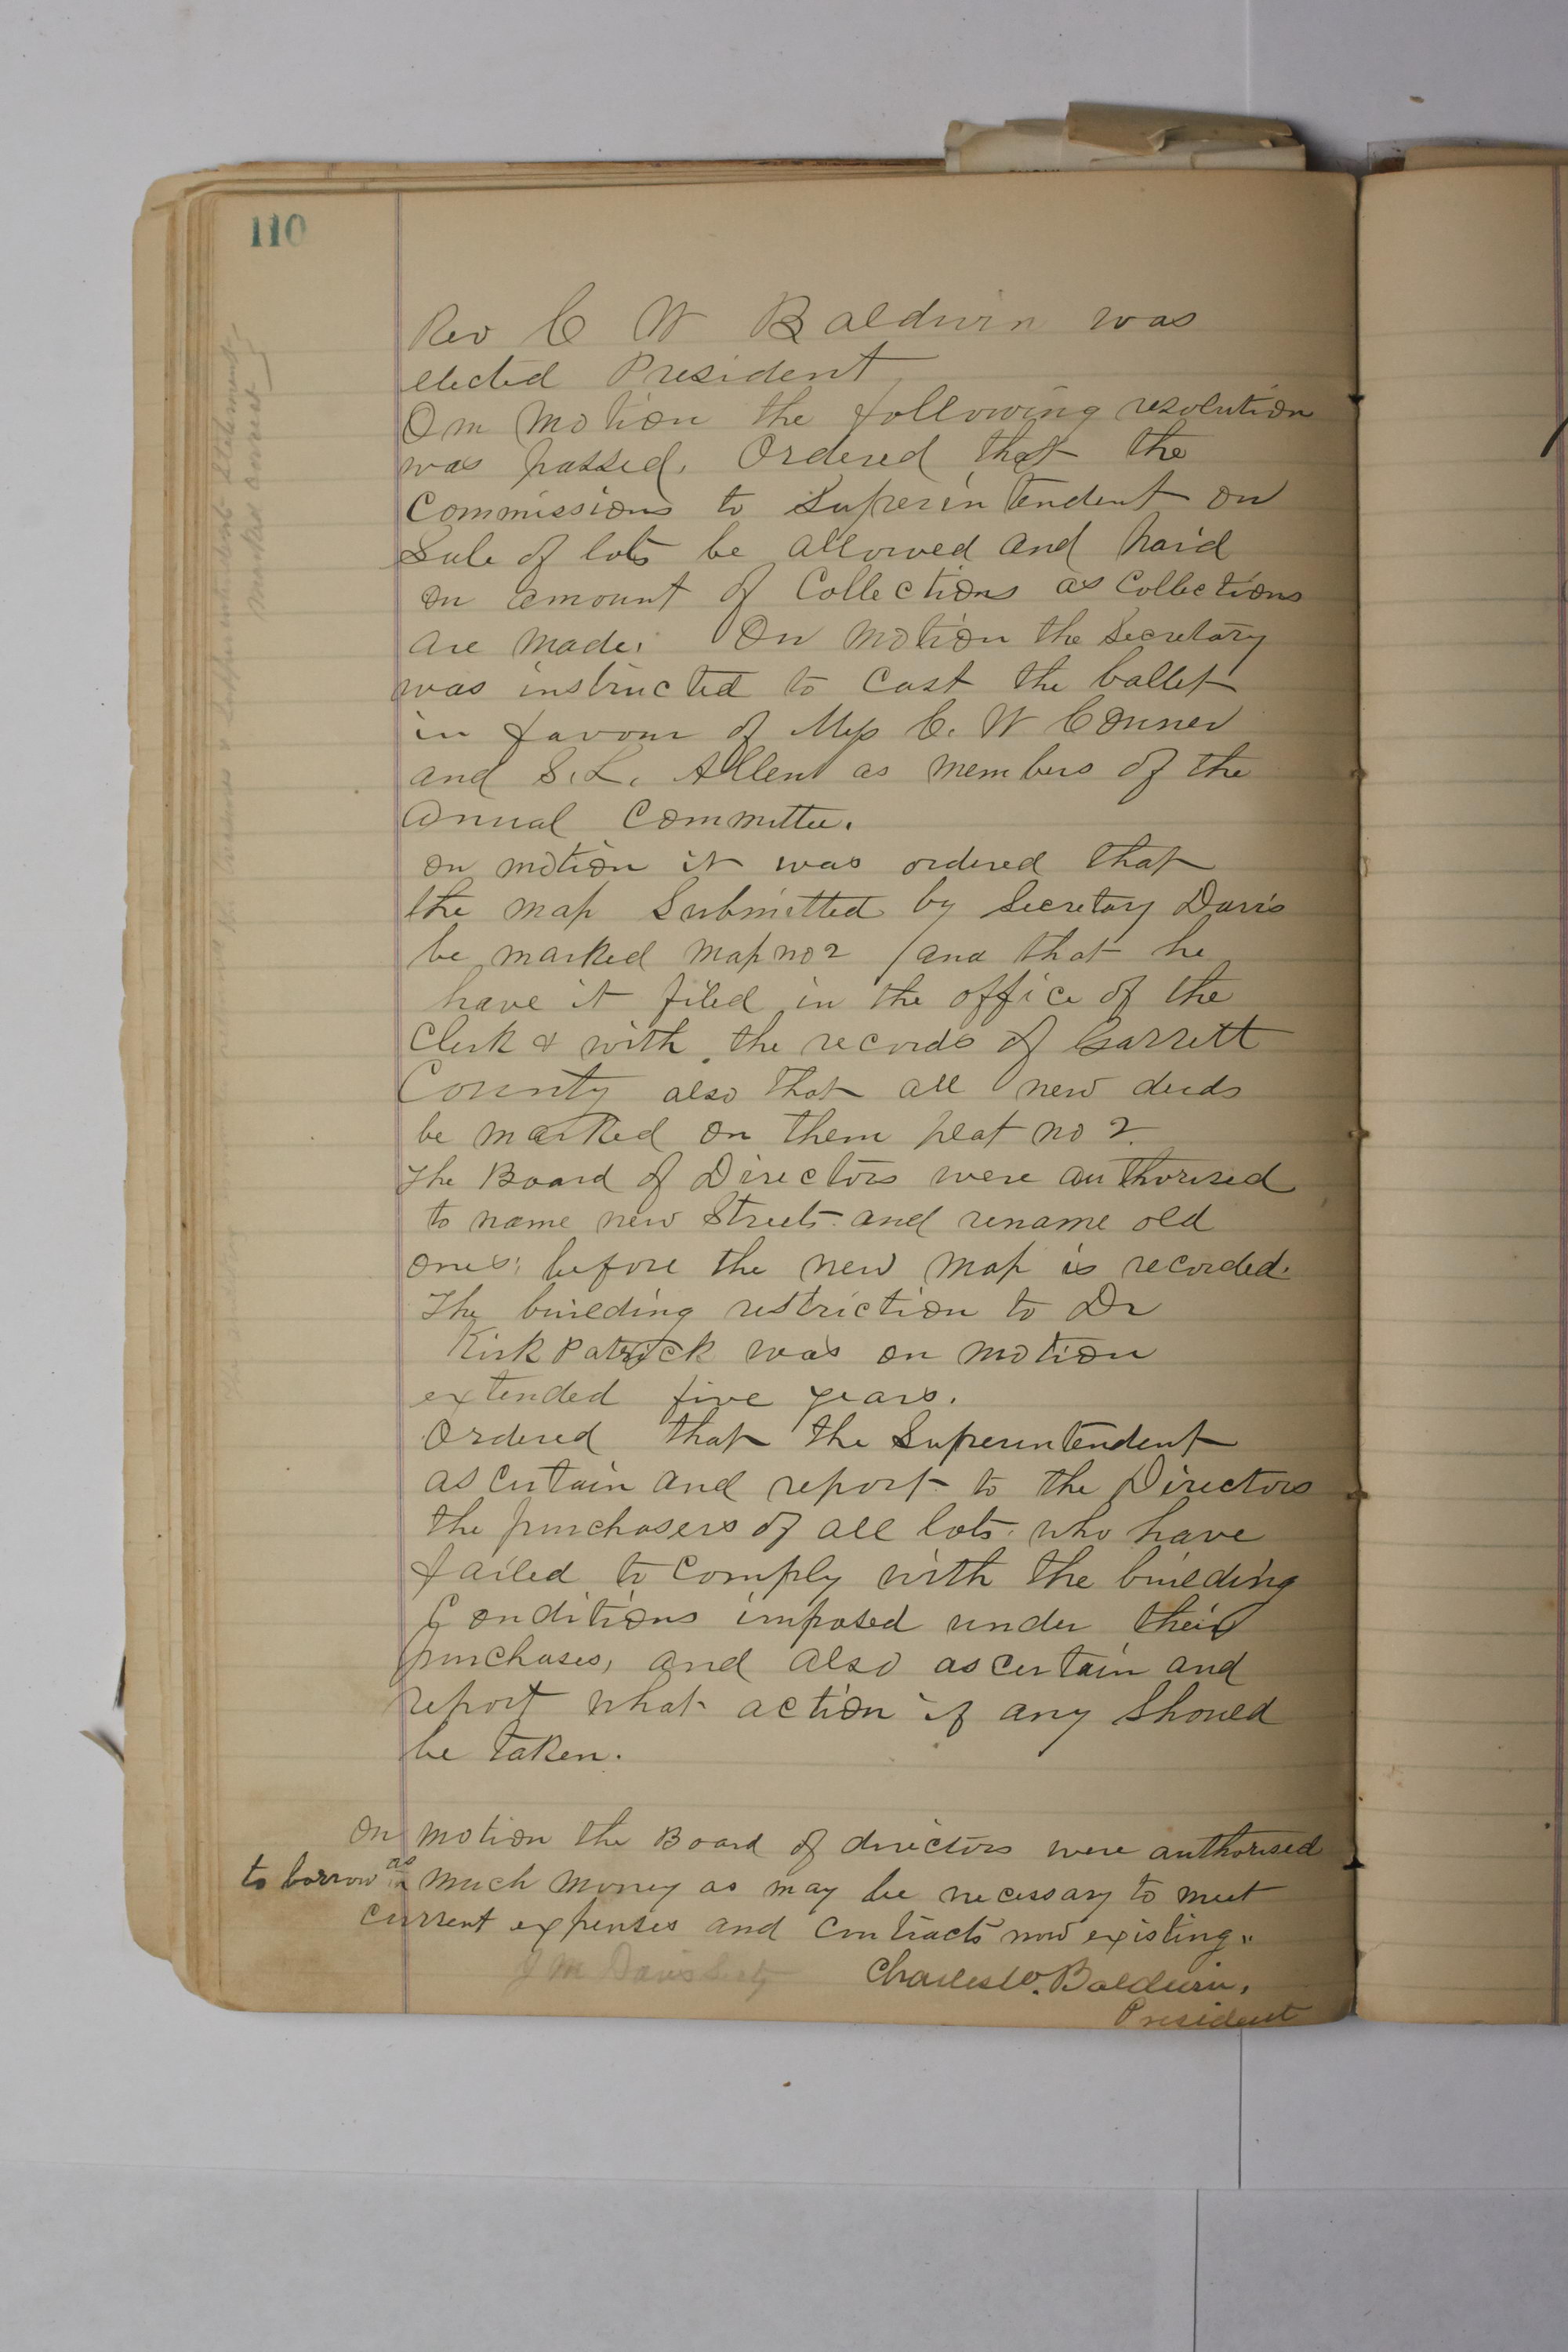 110
Rev C W Baldwin was
elected President
On motion the following resolution
was passed. Ordered that the
Commissions to Superintendent on
Sale of lots be allowed and paid
on amount of Collections as Collections
are made. On motion the Secretary
was instructed to cast the ballet
in favour of C. W Conner
and S. L. Allen as members of the
Annual Committee.
on motion it was ordered that
the map Submitted by Secretary Davis
be marked map no 2 / and that he
have it filed in the office of the
Clerk & with the records of Garrett
County also that all new deeds
be marked on them plat no 2.
The Board of Directors were authorised
to name new Streets and rename old
ones; before the new map is recorded.
The building restriction to Dr
Kirk Patrick was on motion
extended five years.
Ordered that the Superintendent
ascertain and report to the Directors
the purchasers of all lots who have
failed to comply with the building
Conditions imposed under their
purchases, and also ascertain and
report what action if any should
be taken.
On motion the Board of directors were authorised
to borrow as much money as may be necessary to meet
current expenses and contracts now existing.
J M Davis Secty Charles W. Baldwin,
President
Superintendent statement
makes correct